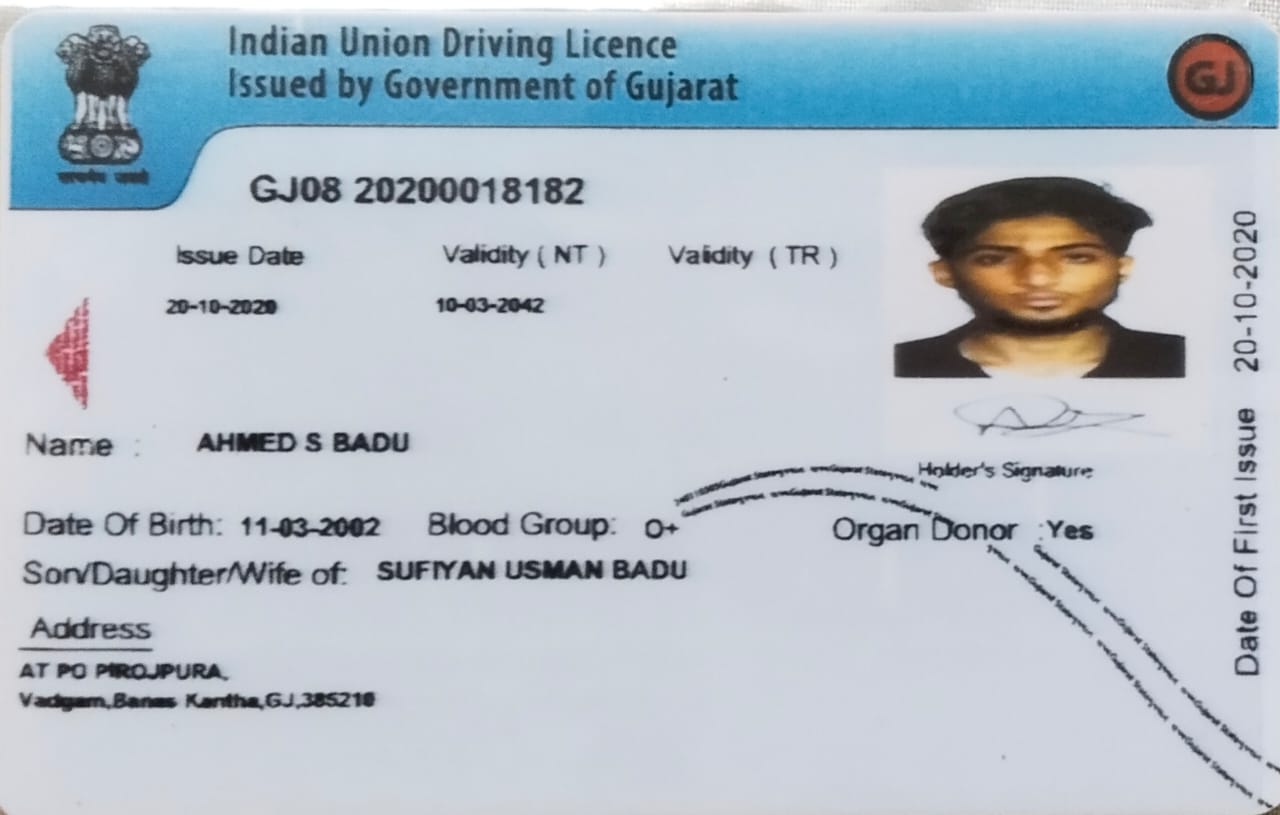 Indian Union Driving Licence
Issued by Government of Gujarat
GJ
GJ08 20200018182
Issue Date Validity ( NT ) Validity ( TR )
20-10-2020 10-03-2042
Name : AHMED S BADU
Holder's Signature
Date Of Birth: 11-03-2002 Blood Group: O+ Organ Donor :Yes
Son/Daughter/Wife of: SUFIYAN USMAN BADU
Address
AT PO PIROJPURA,
Vadgam,Banas Kantha,GJ,385210
Date Of First Issue 20-10-2020